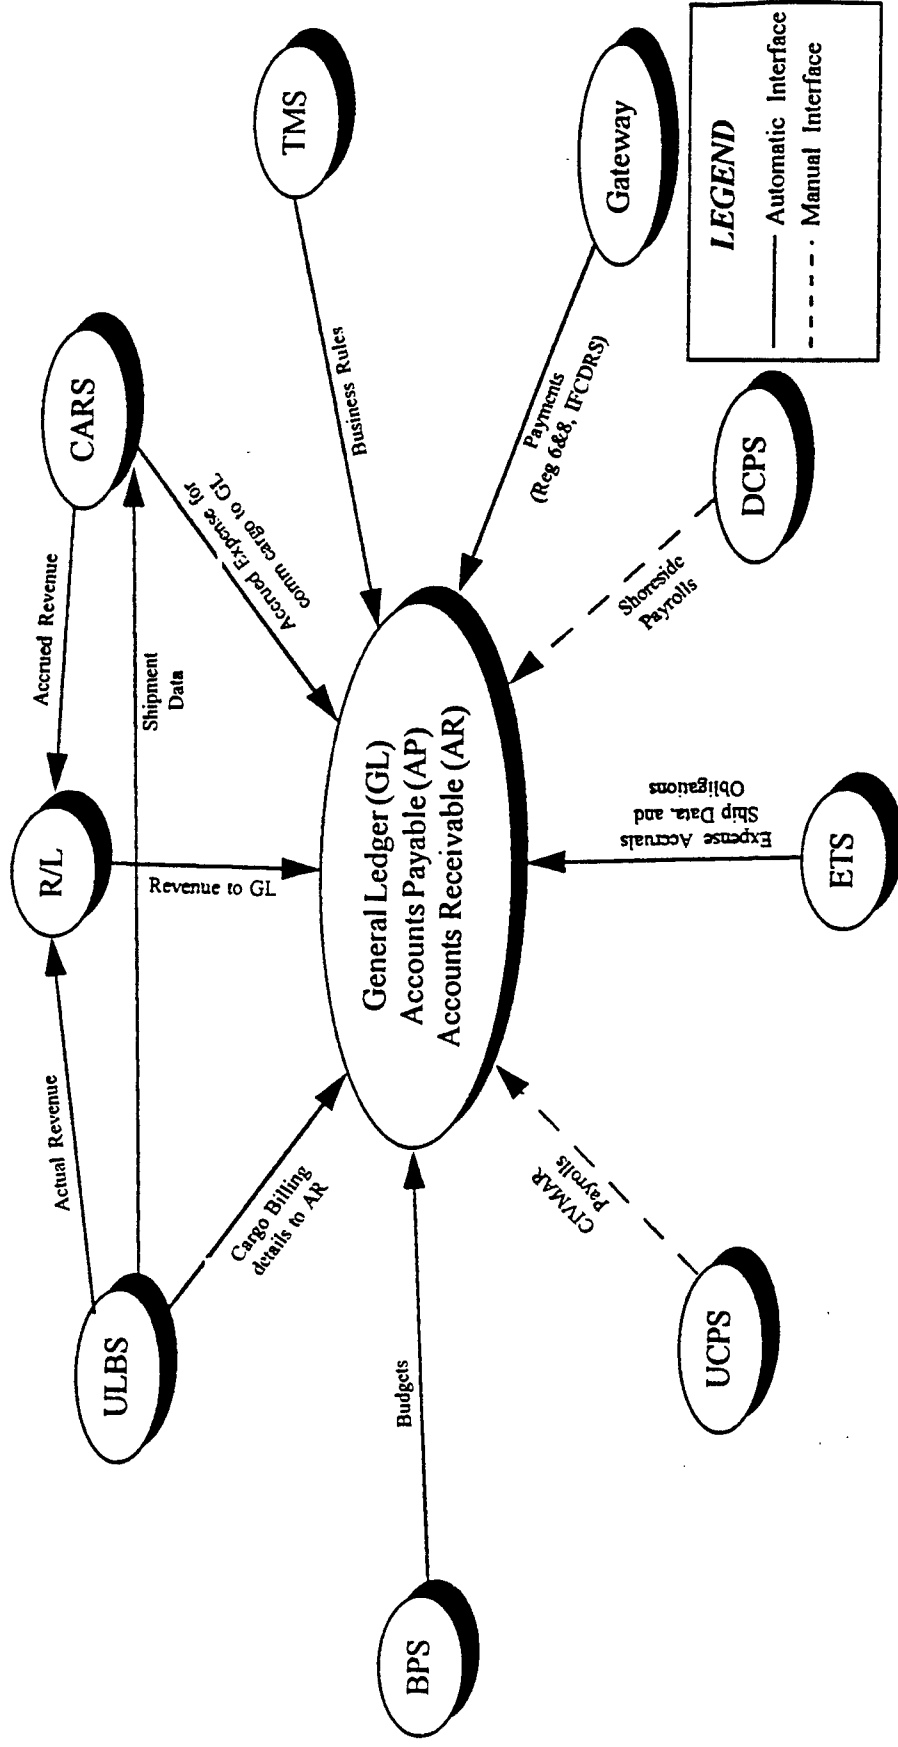 R/L
ULBS
CARS
Actual Revenue
Accrued Revenue
Shipment
Data
Revenue to GL
Cargo Billing
details to AR
Accrued Expense for
comm cargo to GL
TMS
Business Rules
General Ledger (GL)
Accounts Payable (AP)
Accounts Receivable (AR)
BPS
Budgets
Payments
(Reg 6&8, IFCDRS)
Gateway
CIVMAR
Payrolls
UCPS
Expense Accruals
Ship Data, and
Obligations
ETS
Shoreside
Payrolls
DCPS
LEGEND
Automatic Interface
Manual Interface